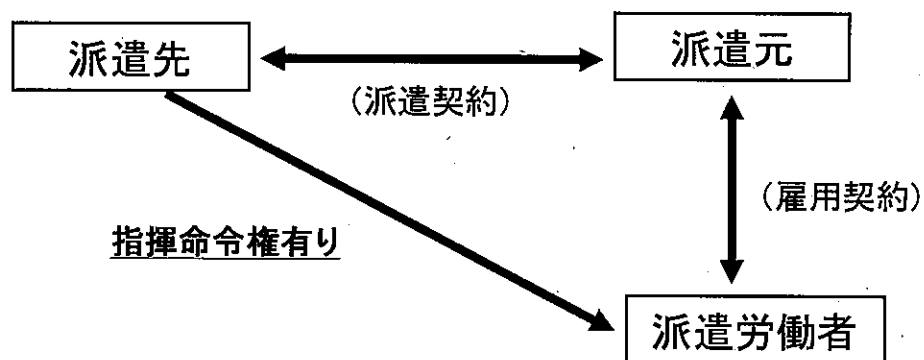 派遣先
派遣元
（派遣契約）
（雇用契約）
指揮命令権有り
派遣労働者